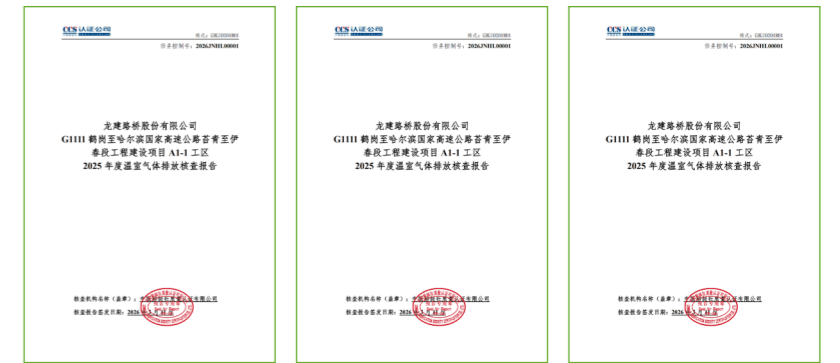 CCS 认证公司
任务控制号：2026JNHL00001
龙建路桥股份有限公司
G1111 鹤岗至哈尔滨国家高速公路苔青至伊
春段工程建设项目 A1-1 工区
2025 年度温室气体排放核查报告
核查机构名称（盖章）：
核查报告签发日期：2026
CCS 认证公司
任务控制号：2026JNHL00001
龙建路桥股份有限公司
G1111 鹤岗至哈尔滨国家高速公路苔青至伊
春段工程建设项目 A1-1 工区
2025 年度温室气体排放核查报告
核查机构名称（盖章）：
核查报告签发日期：2026
CCS 认证公司
任务控制号：2026JNHL00001
龙建路桥股份有限公司
G1111 鹤岗至哈尔滨国家高速公路苔青至伊
春段工程建设项目 A1-1 工区
2025 年度温室气体排放核查报告
核查机构名称（盖章）：
核查报告签发日期：2026